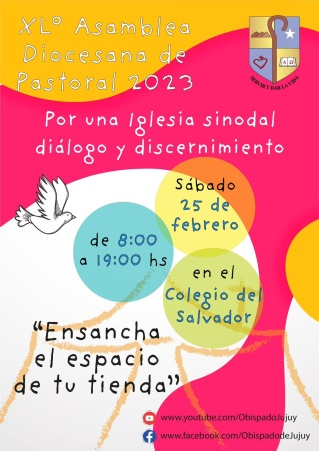 XLº Asamblea
Diocesana de
Pastoral 2023
SERVIR Y DAR LA VIDA
Por una Iglesia sinodal
diálogo y discernimiento
Sábado
25 de
febrero
de 8:00
a 19:00 hs
en el
Colegio del
Salvador
“Ensancha
el espacio
de tu tienda”
www.youtube.com/ObispadoJujuy
www.facebook.com/ObispadodeJujuy